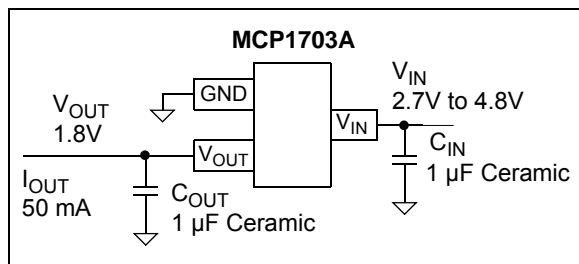 MCP1703A
GND
V_IN
2.7V to 4.8V
V_OUT
1.8V
V_IN
V_OUT
C_IN
1 µF Ceramic
I_OUT
50 mA
C_OUT
1 µF Ceramic